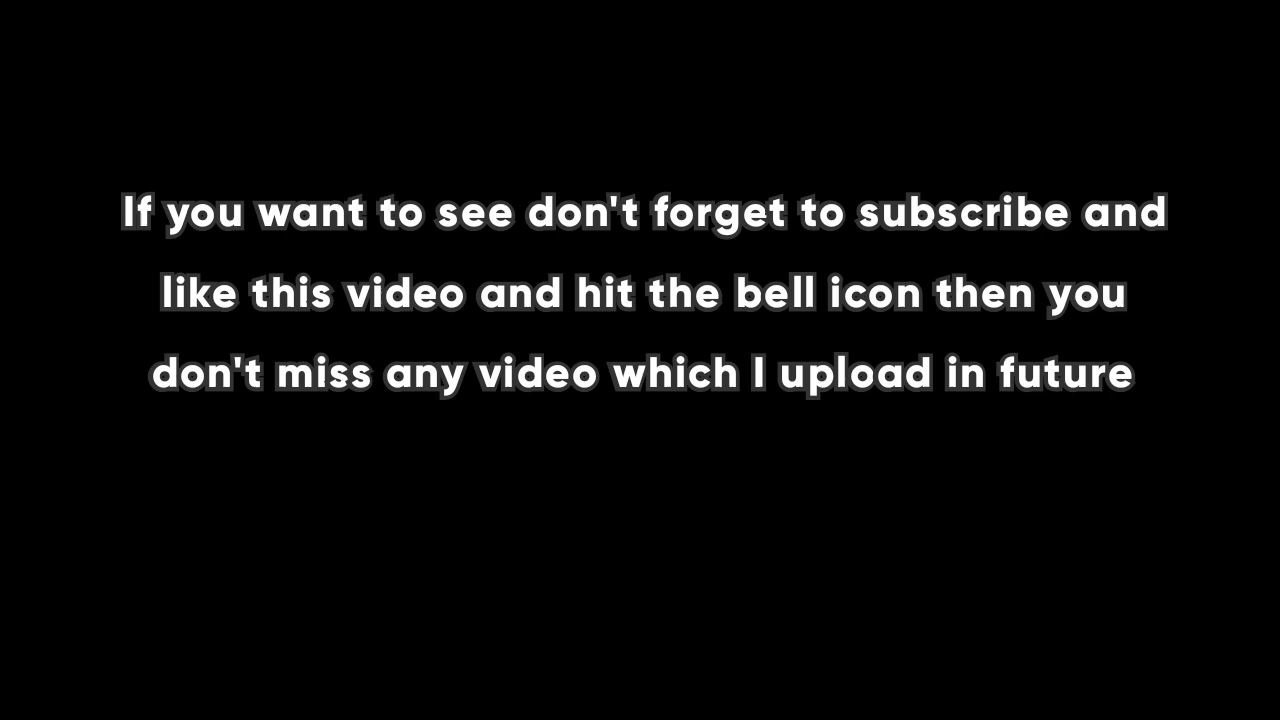 If you want to see don't forget to subscribe and
like this video and hit the bell icon then you
don't miss any video which I upload in future